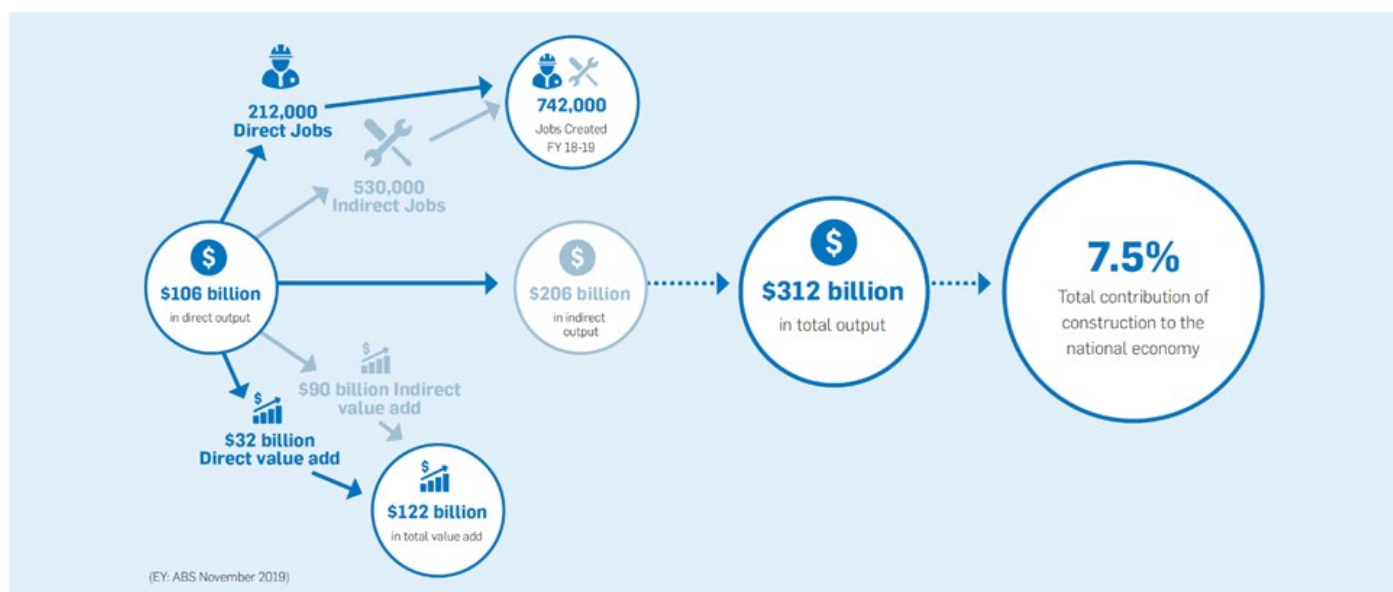 212,000
Direct Jobs
530,000
Indirect Jobs
742,000
Jobs Created
FY 18-19
$
$106 billion
in direct output
$
$206 billion
in indirect
output
$
$312 billion
in total output
7.5%
Total contribution of
construction to the
national economy
$
$90 billion Indirect
value add
$
$32 billion
Direct value add
$
$122 billion
in total value add
(EY: ABS November 2019)